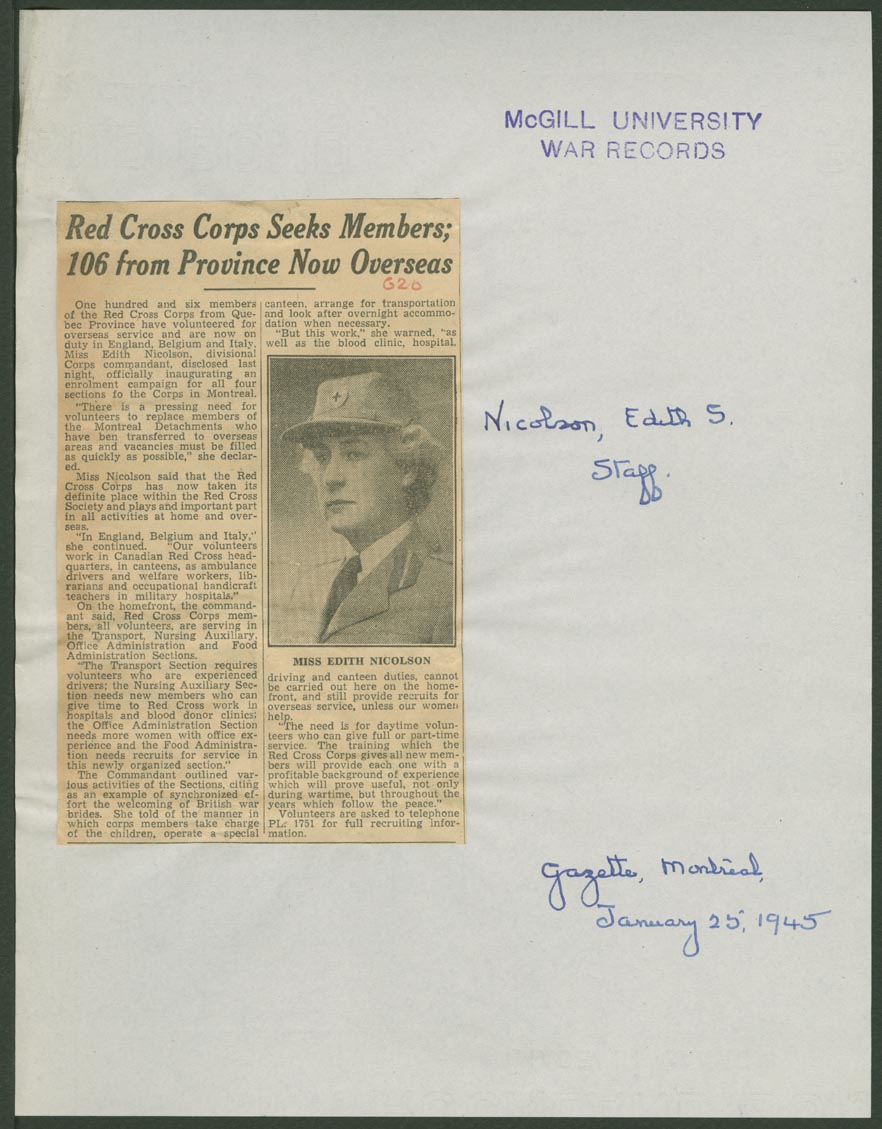 McGILL UNIVERSITY
WAR RECORDS
Red Cross Corps Seeks Members;
106 from Province Now Overseas
G20
One hundred and six members
of the Red Cross Corps from Que-
bec Province have volunteered for
overseas service and are now on
duty in England, Belgium and Italy,
Miss Edith Nicolson, divisional
Corps commandant, disclosed last
night, officially inaugurating an
enrolment campaign for all four
sections fo the Corps in Montreal.
"There is a pressing need for
volunteers to replace members of
the Montreal Detachments who
have ben transferred to overseas
areas and vacancies must be filled
as quickly as possible," she declar-
ed.
Miss Nicolson said that the Red
Cross Corps has now taken its
definite place within the Red Cross
Society and plays and important part
in all activities at home and over-
seas.
"In England, Belgium and Italy,"
she continued. "Our volunteers
work in Canadian Red Cross head-
quarters, in canteens, as ambulance
drivers and welfare workers, lib-
rarians and occupational handicraft
teachers in military hospitals."
On the homefront, the command-
ant said, Red Cross Corps mem-
bers, all volunteers, are serving in
the Transport, Nursing Auxiliary,
Office Administration and Food
Administration Sections.
"The Transport Section requires
volunteers who are experienced
drivers; the Nursing Auxiliary Sec-
tion needs new members who can
give time to Red Cross work in
hospitals and blood donor clinics;
the Office Administration Section
needs more women with office ex-
perience and the Food Administra-
tion needs recruits for service in
this newly organized section."
The Commandant outlined var-
ious activities of the Sections, citing
as an example of synchronized ef-
fort the welcoming of British war
brides. She told of the manner in
which corps members take charge
of the children, operate a special
canteen, arrange for transportation
and look after overnight accommo-
dation when necessary.
"But this work," she warned, "as
well as the blood clinic, hospital,
MISS EDITH NICOLSON
driving and canteen duties, cannot
be carried out here on the home-
front, and still provide recruits for
overseas service, unless our women
help.
"The need is for daytime volun-
teers who can give full or part-time
service. The training which the
Red Cross Corps gives all new mem-
bers will provide each one with a
profitable background of experience
which will prove useful, not only
during wartime, but throughout the
years which follow the peace."
Volunteers are asked to telephone
PL. 1751 for full recruiting infor-
mation.
Nicolson, Edith S.
Staff.
Gazette, Montreal,
January 25, 1945